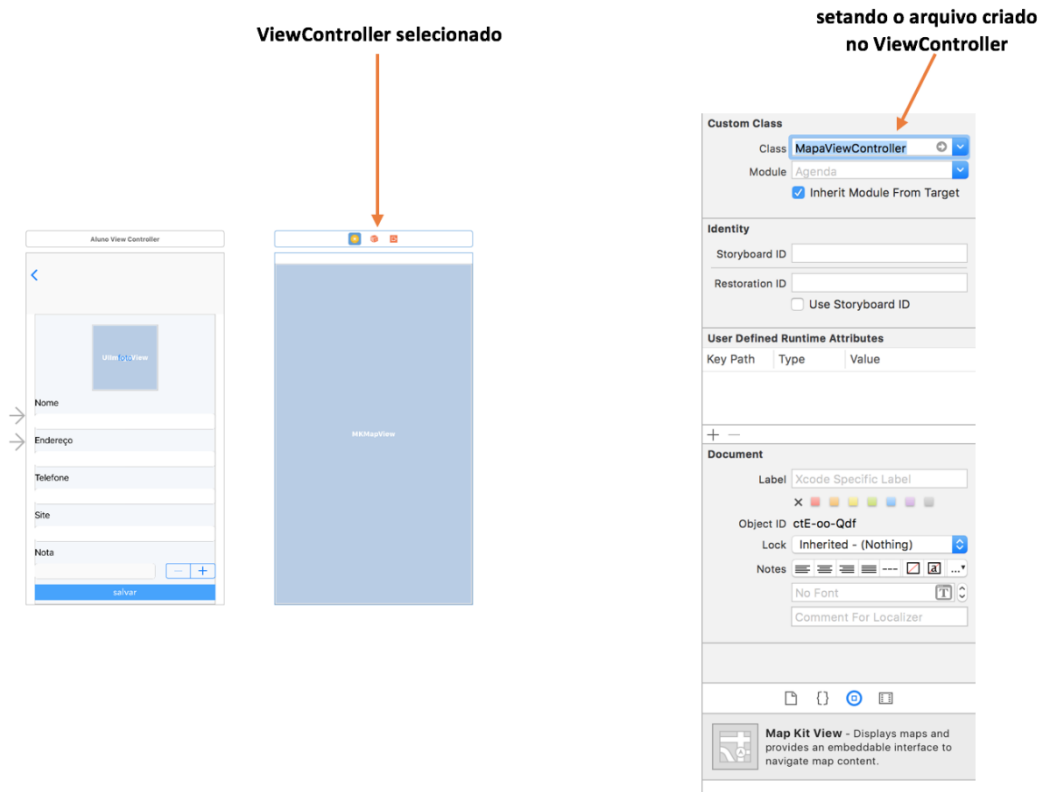 ViewController selecionado
setando o arquivo criado
no ViewController
Aluno View Controller
UIImfotoView
Nome
Endereço
Telefone
Site
Nota
— +
salvar
MKMapView
Custom Class
Class MapaViewController
Module Agenda
Inherit Module From Target
Identity
Storyboard ID
Restoration ID
Use Storyboard ID
User Defined Runtime Attributes
Key Path Type Value
+ —
Document
Label Xcode Specific Label
Object ID ctE-oo-Qdf
Lock Inherited - (Nothing)
Notes --- a ...
No Font T
Comment For Localizer
{}
Map Kit View - Displays maps and
provides an embeddable interface to
navigate map content.